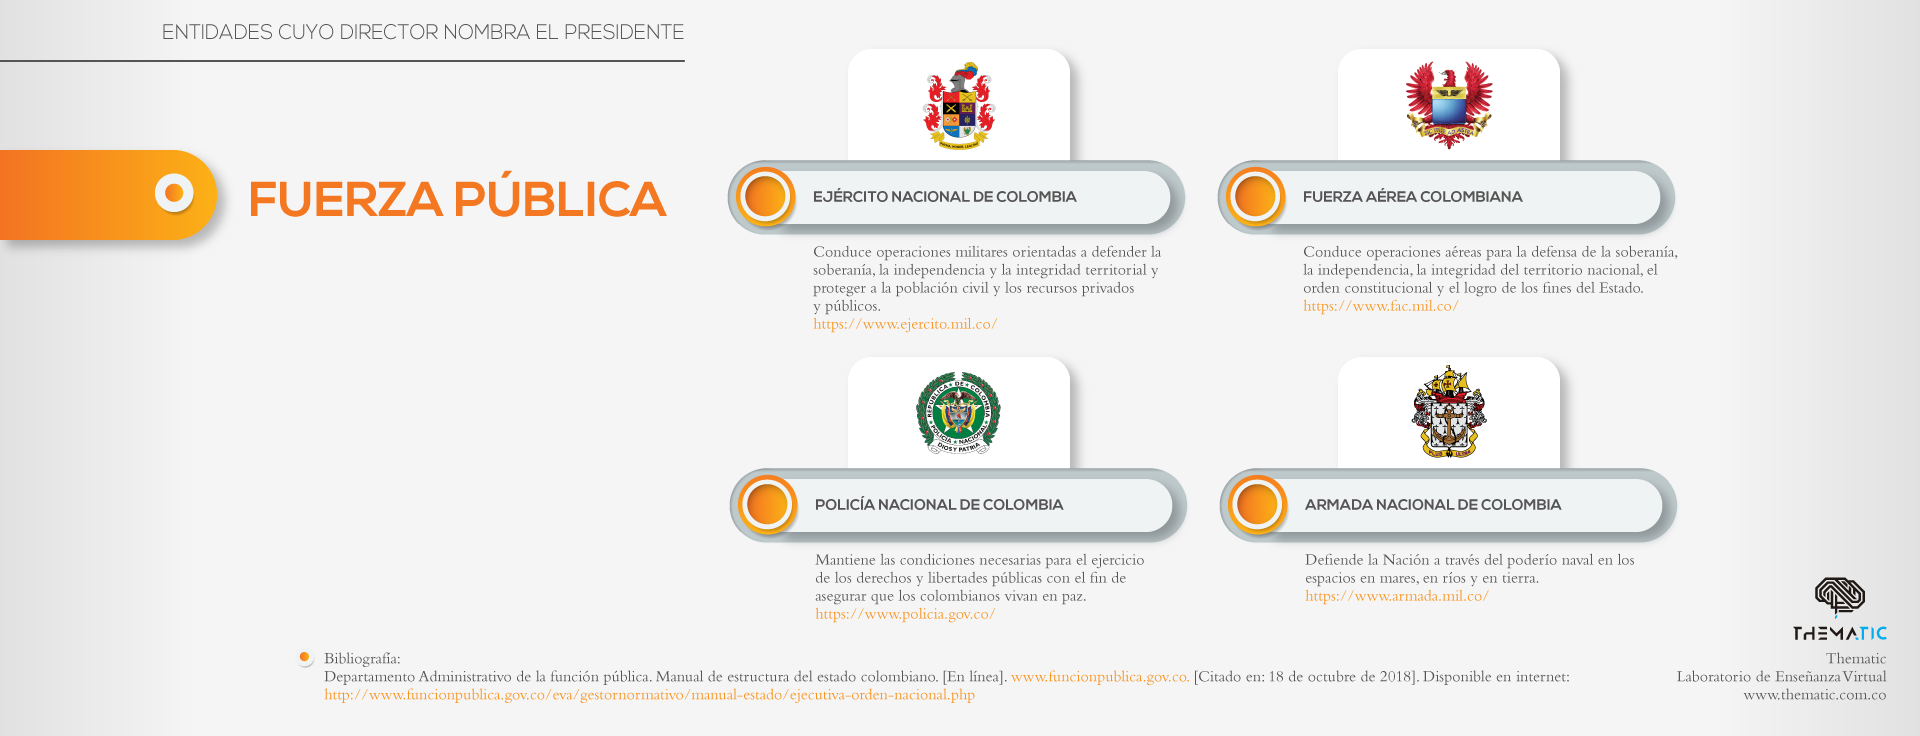 ENTIDADES CUYO DIRECTOR NOMBRA EL PRESIDENTE
FUERZA PÚBLICA
EJÉRCITO NACIONAL DE COLOMBIA
Conduce operaciones militares orientadas a defender la
soberanía, la independencia y la integridad territorial y
proteger a la población civil y los recursos privados
y públicos.
https://www.ejercito.mil.co/
FUERZA AÉREA COLOMBIANA
Conduce operaciones aéreas para la defensa de la soberanía,
la independencia, la integridad del territorio nacional, el
orden constitucional y el logro de los fines del Estado.
https://www.fac.mil.co/
REPÚBLICA DE COLOMBIA
POLICÍA NACIONAL
DIOS Y PATRIA
POLICÍA NACIONAL DE COLOMBIA
Mantiene las condiciones necesarias para el ejercicio
de los derechos y libertades públicas con el fin de
asegurar que los colombianos vivan en paz.
https://www.policia.gov.co/
ARMADA NACIONAL DE COLOMBIA
Defiende la Nación a través del poderío naval en los
espacios en mares, en ríos y en tierra.
https://www.armada.mil.co/
Bibliografía:
Departamento Administrativo de la función pública. Manual de estructura del estado colombiano. [En línea]. www.funcionpublica.gov.co. [Citado en: 18 de octubre de 2018]. Disponible en internet:
http://www.funcionpublica.gov.co/eva/gestornormativo/manual-estado/ejecutiva-orden-nacional.php
THEMATIC
Thematic
Laboratorio de Enseñanza Virtual
www.thematic.com.co